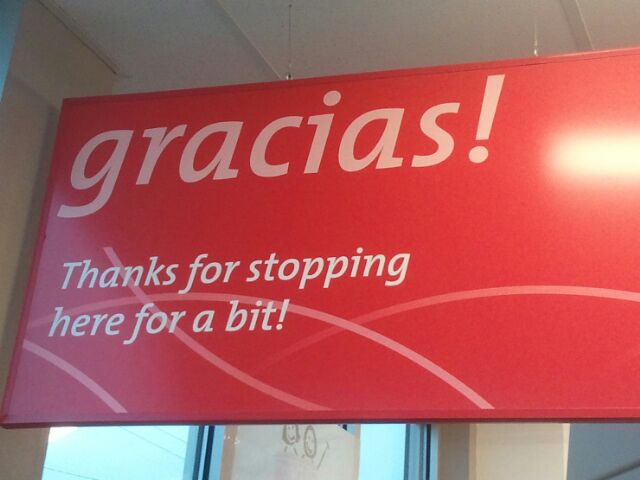 gracias!
Thanks for stopping
here for a bit!